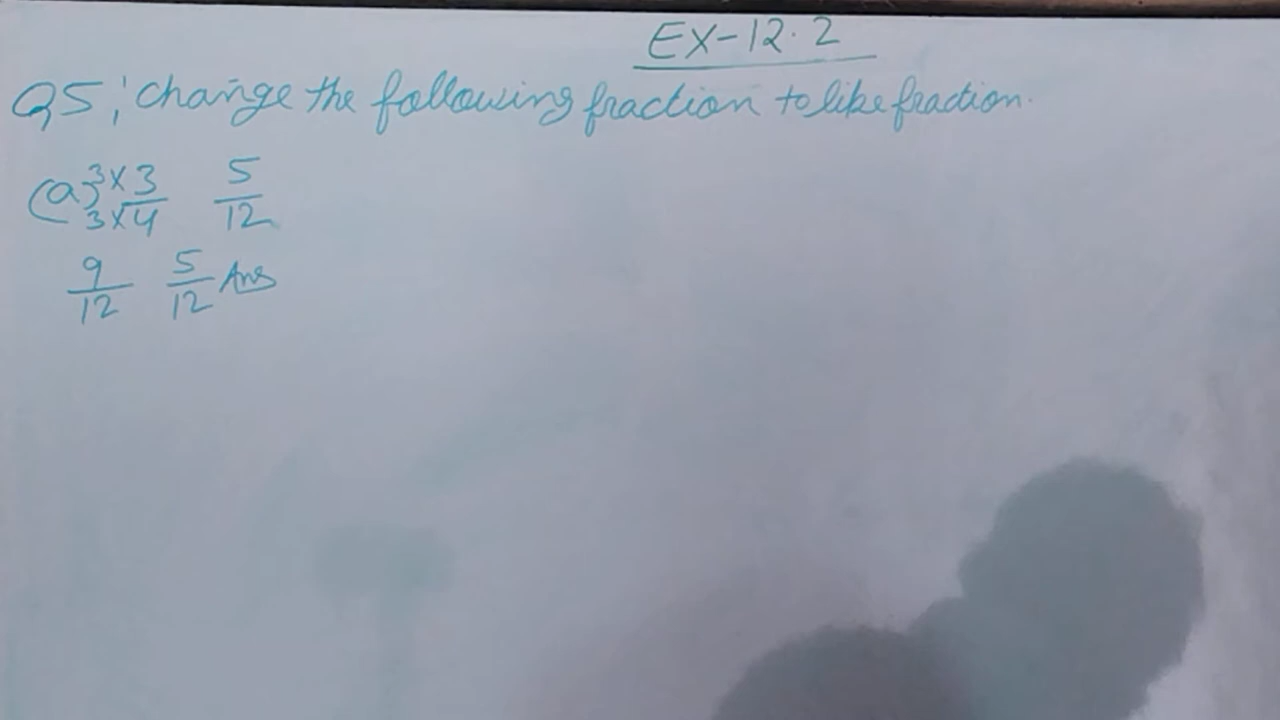 EX-12.2
Q5; change the following fraction to like fraction.
(a) 3×3/3×4 5/12
9/12 5/12 Ans